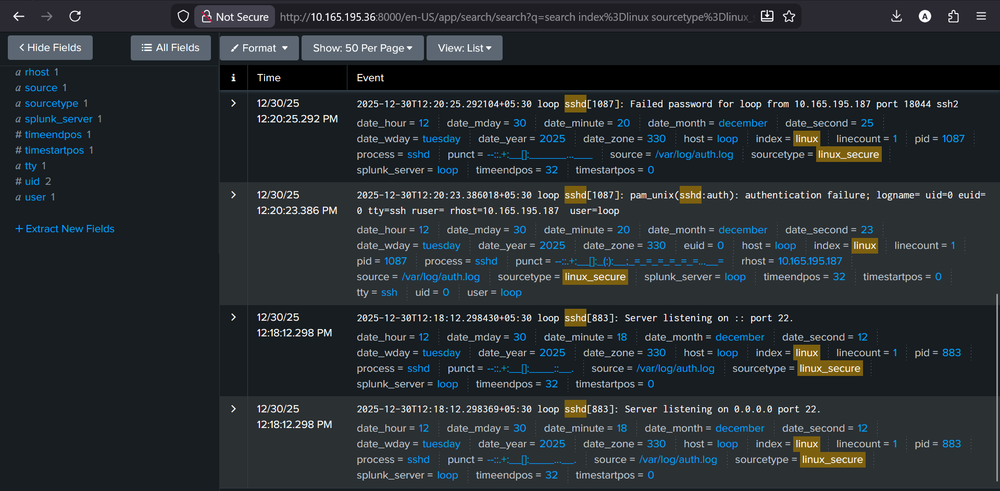 Not Secure http://10.165.195.36:8000/en-US/app/search/search?q=search index%3Dlinux sourcetype%3Dlinux_
A
Hide Fields
All Fields
Format
Show: 50 Per Page
View: List
a rhost 1
a source 1
a sourcetype 1
a splunk_server 1
# timeendpos 1
# timestartpos 1
a tty 1
# uid 2
a user 1
+ Extract New Fields
i Time Event
12/30/25
12:20:25.292 PM
2025-12-30T12:20:25.292104+05:30 loop sshd[1087]: Failed password for loop from 10.165.195.187 port 18044 ssh2
date_hour = 12 date_mday = 30 date_minute = 20 date_month = december date_second = 25
date_wday = tuesday date_year = 2025 date_zone = 330 host = loop index = linux linecount = 1 pid = 1087
process = sshd punct = --::.+:__[]:_______...____ source = /var/log/auth.log sourcetype = linux_secure
splunk_server = loop timeendpos = 32 timestartpos = 0
12/30/25
12:20:23.386 PM
2025-12-30T12:20:23.386018+05:30 loop sshd[1087]: pam_unix(sshd:auth): authentication failure; logname= uid=0 euid=
0 tty=ssh ruser= rhost=10.165.195.187  user=loop
date_hour = 12 date_mday = 30 date_minute = 20 date_month = december date_second = 23
date_wday = tuesday date_year = 2025 date_zone = 330 euid = 0 host = loop index = linux linecount = 1
pid = 1087 process = sshd punct = --::.+:__[]:_(:):__;_=_=_=_=_=_=...__= rhost = 10.165.195.187
source = /var/log/auth.log sourcetype = linux_secure splunk_server = loop timeendpos = 32 timestartpos = 0
tty = ssh uid = 0 user = loop
12/30/25
12:18:12.298 PM
2025-12-30T12:18:12.298430+05:30 loop sshd[883]: Server listening on :: port 22.
date_hour = 12 date_mday = 30 date_minute = 18 date_month = december date_second = 12
date_wday = tuesday date_year = 2025 date_zone = 330 host = loop index = linux linecount = 1 pid = 883
process = sshd punct = --::.+:__[]:____::__. source = /var/log/auth.log sourcetype = linux_secure
splunk_server = loop timeendpos = 32 timestartpos = 0
12/30/25
12:18:12.298 PM
2025-12-30T12:18:12.298369+05:30 loop sshd[883]: Server listening on 0.0.0.0 port 22.
date_hour = 12 date_mday = 30 date_minute = 18 date_month = december date_second = 12
date_wday = tuesday date_year = 2025 date_zone = 330 host = loop index = linux linecount = 1 pid = 883
process = sshd punct = --::.+:__[]:____...__. source = /var/log/auth.log sourcetype = linux_secure
splunk_server = loop timeendpos = 32 timestartpos = 0